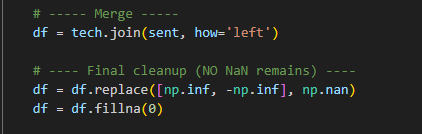 # ----- Merge -----
df = tech.join(sent, how='left')
# ---- Final cleanup (NO NaN remains) ----
df = df.replace([np.inf, -np.inf], np.nan)
df = df.fillna(0)